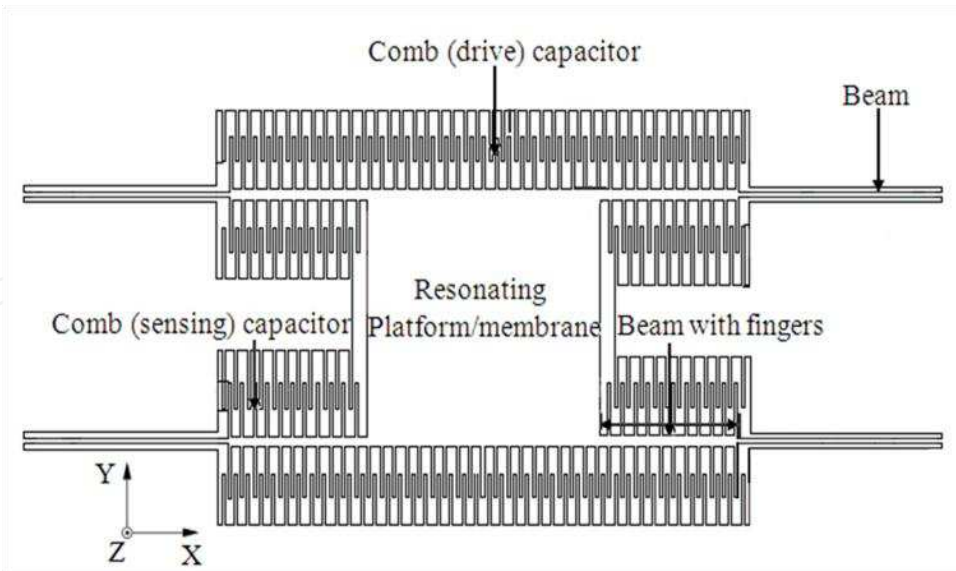 Comb (drive) capacitor
Beam
Resonating
Platform/membrane
Comb (sensing) capacitor
Beam with fingers
Y
Z
X